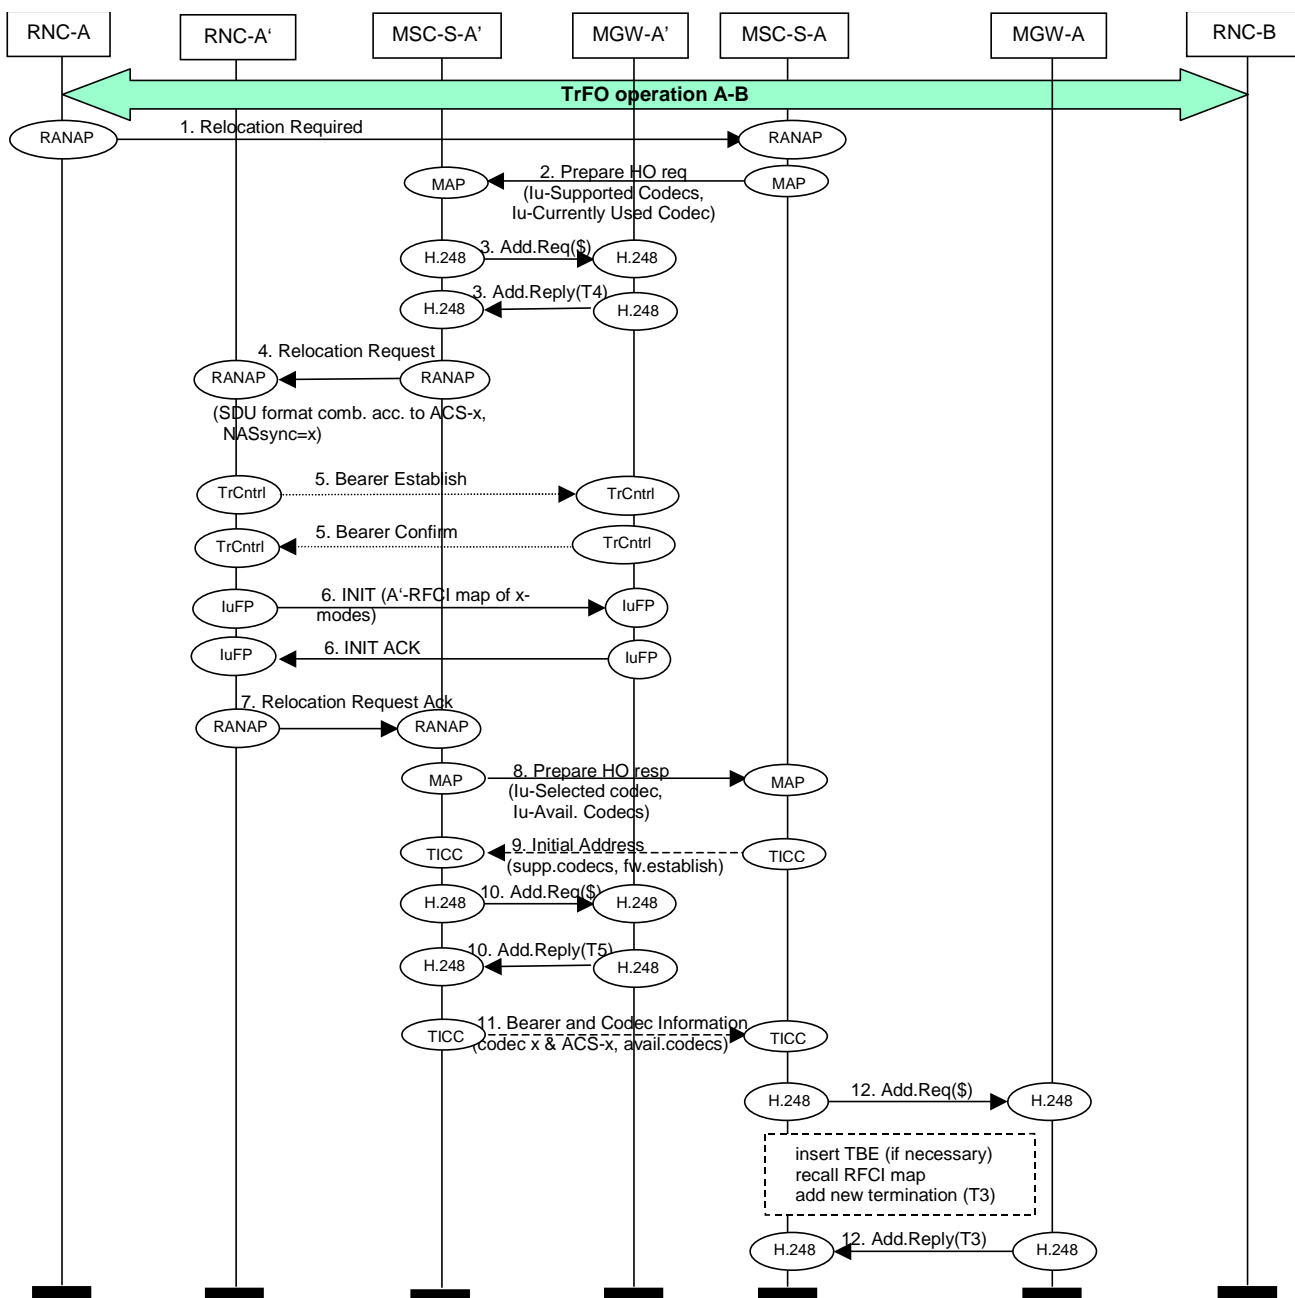 RNC-A
RNC-A‘
MSC-S-A’
MGW-A’
MSC-S-A
MGW-A
RNC-B
TrFO operation A-B
RANAP
1. Relocation Required
RANAP
MAP
2. Prepare HO req
(Iu-Supported Codecs,
Iu-Currently Used Codec)
MAP
H.248
3. Add.Req($)
H.248
H.248
3. Add.Reply(T4)
H.248
RANAP
4. Relocation Request
RANAP
(SDU format comb. acc. to ACS-x,
NASsync=x)
TrCntrl
5. Bearer Establish
TrCntrl
TrCntrl
5. Bearer Confirm
TrCntrl
IuFP
6. INIT (A‘-RFCI map of x-
modes)
IuFP
IuFP
6. INIT ACK
IuFP
RANAP
7. Relocation Request Ack
RANAP
MAP
8. Prepare HO resp
(Iu-Selected codec,
Iu-Avail. Codecs)
MAP
TICC
9. Initial Address
(supp.codecs, fw.establish)
TICC
H.248
10. Add.Req($)
H.248
H.248
10. Add.Reply(T5)
H.248
TICC
11. Bearer and Codec Information
(codec x & ACS-x, avail.codecs)
TICC
H.248
12. Add.Req($)
H.248
insert TBE (if necessary)
recall RFCI map
add new termination (T3)
H.248
12. Add.Reply(T3)
H.248